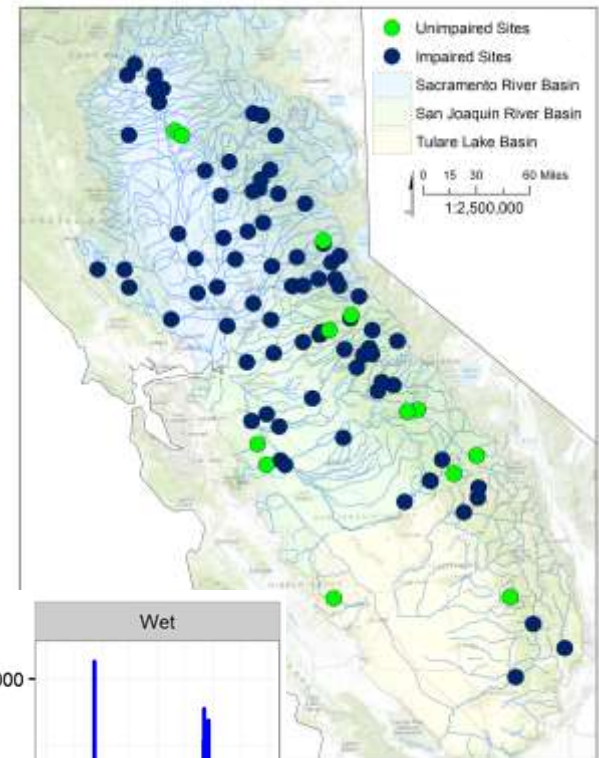 Unimpaired Sites
Impaired Sites
Sacramento River Basin
San Joaquin River Basin
Tulare Lake Basin
0 15 30 60 Miles
1:2,500,000
Wet
000